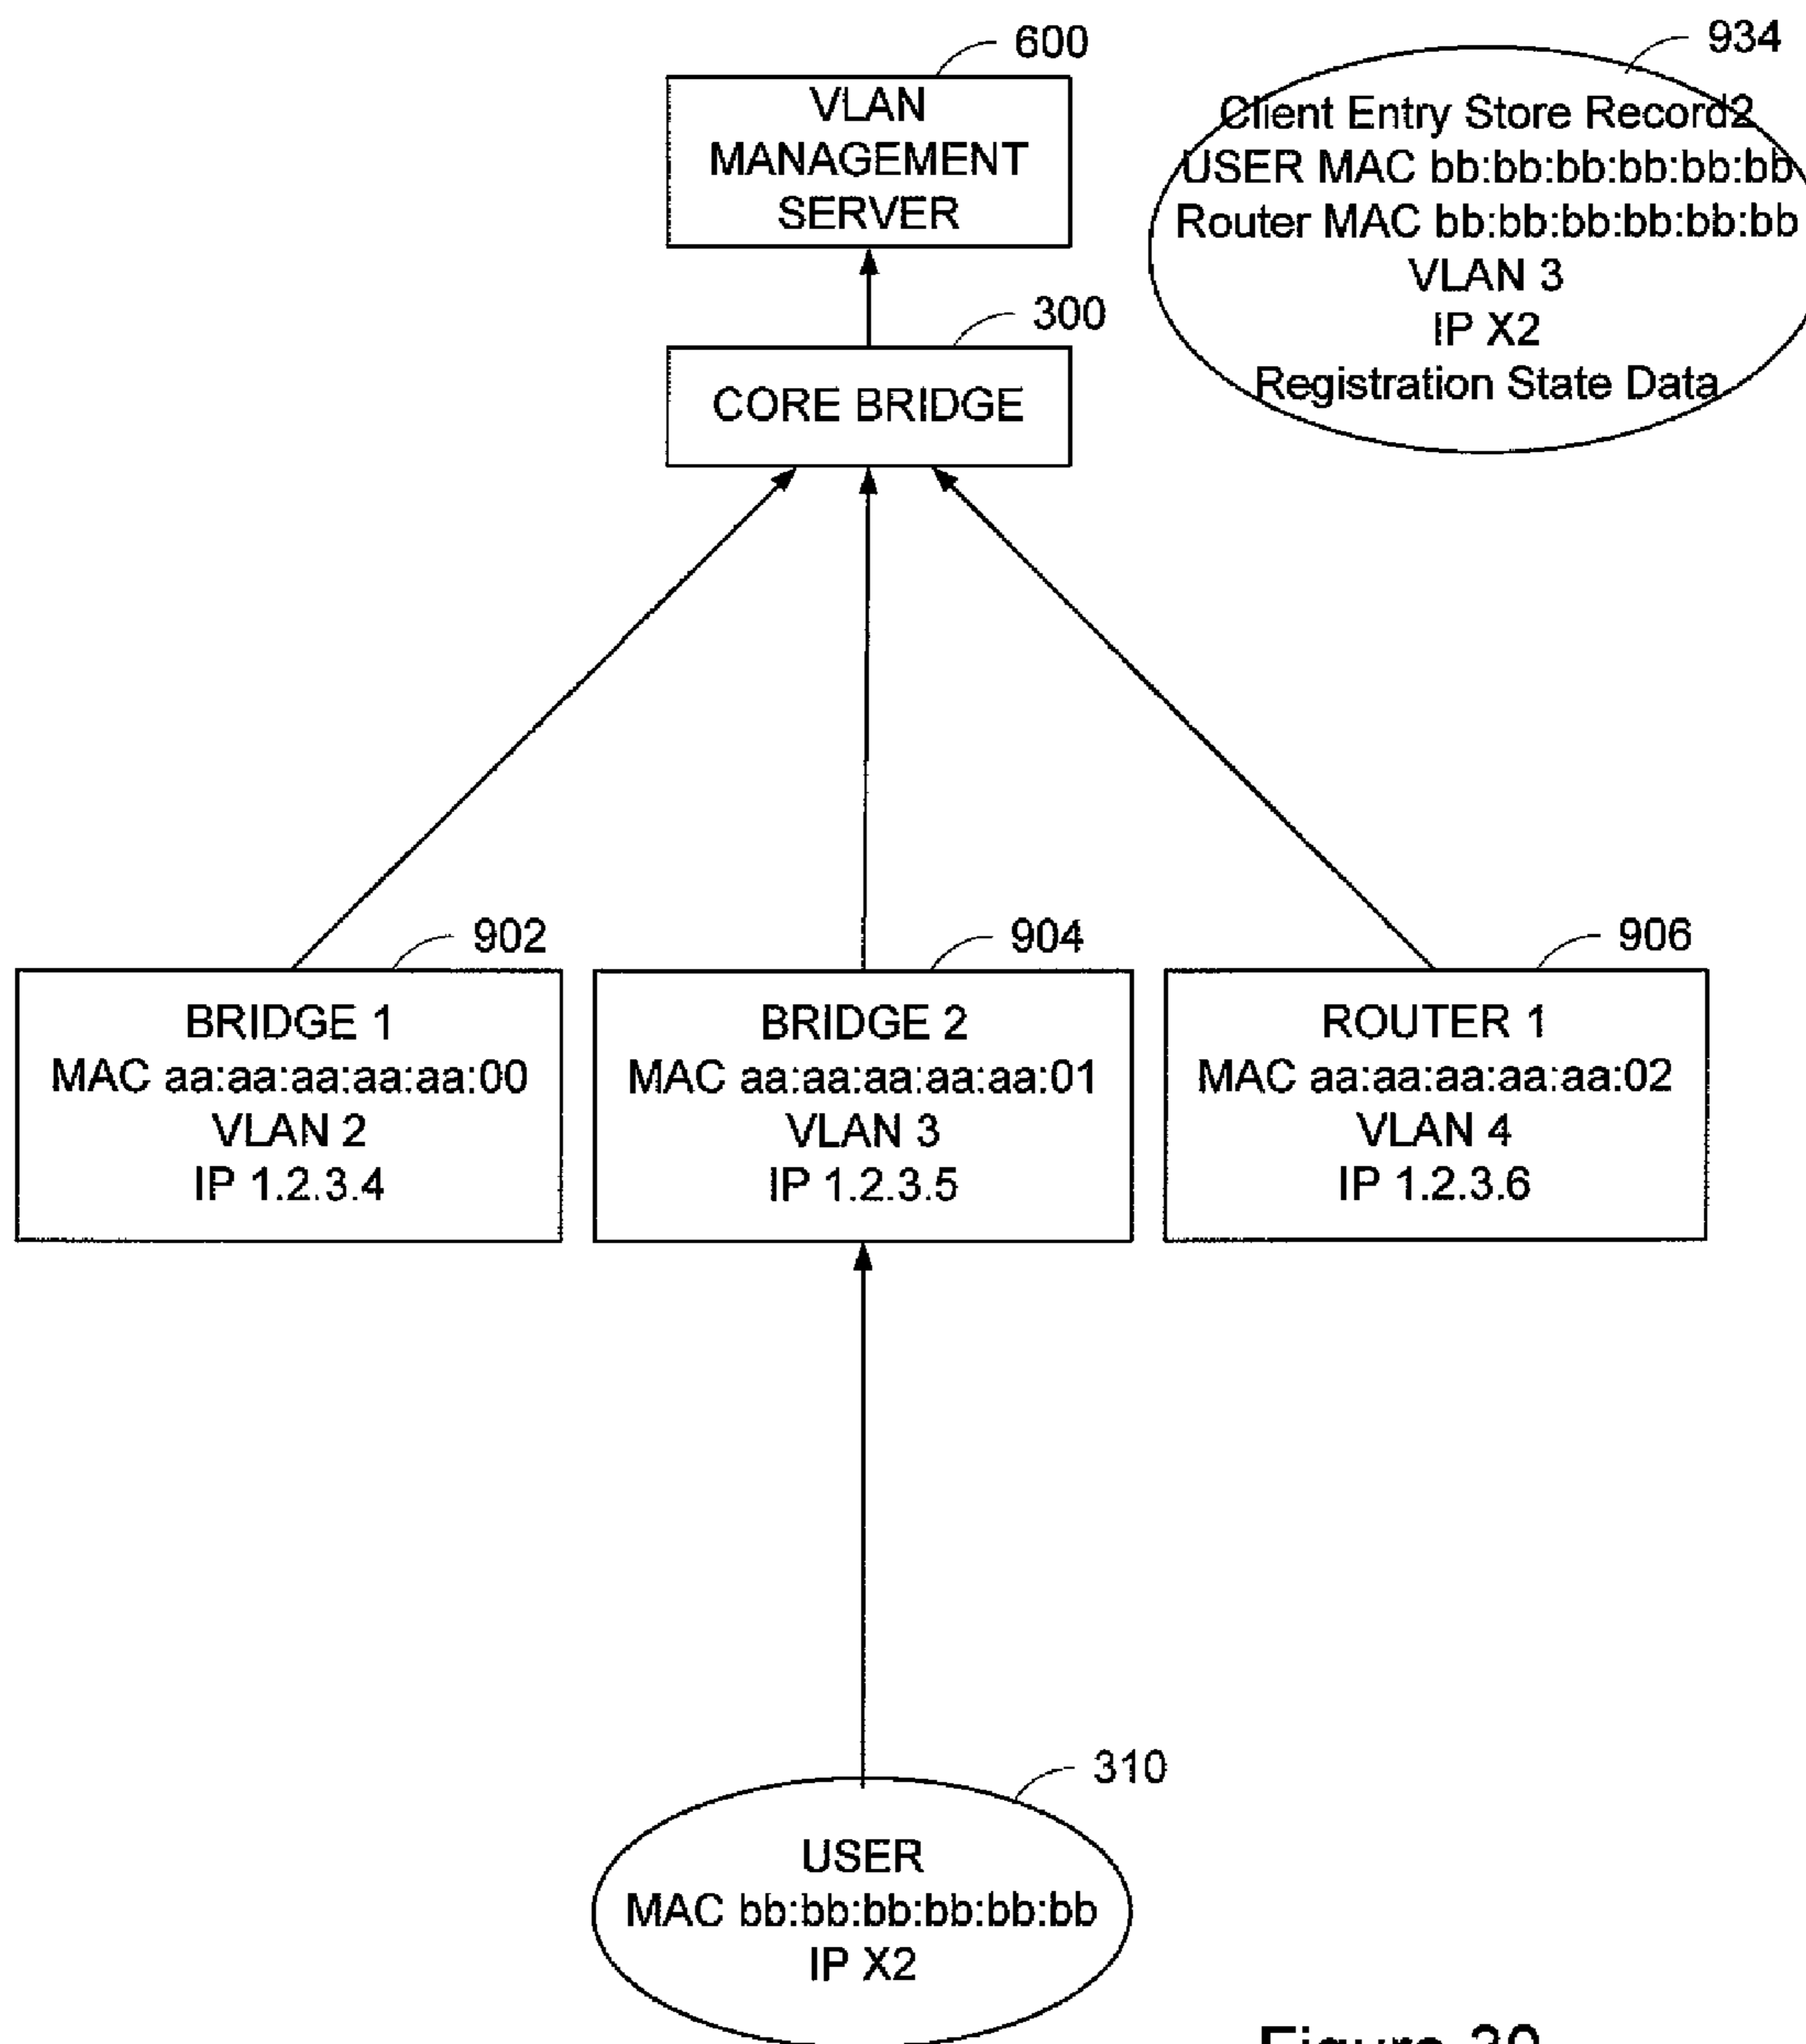 600
VLAN
MANAGEMENT
SERVER
934
Client Entry Store Record2
USER MAC bb:bb:bb:bb:bb:bb
Router MAC bb:bb:bb:bb:bb:bb
VLAN 3
IP X2
Registration State Data
300
CORE BRIDGE
902
BRIDGE 1
MAC aa:aa:aa:aa:aa:00
VLAN 2
IP 1.2.3.4
904
BRIDGE 2
MAC aa:aa:aa:aa:aa:01
VLAN 3
IP 1.2.3.5
906
ROUTER 1
MAC aa:aa:aa:aa:aa:02
VLAN 4
IP 1.2.3.6
310
USER
MAC bb:bb:bb:bb:bb:bb
IP X2
Figure